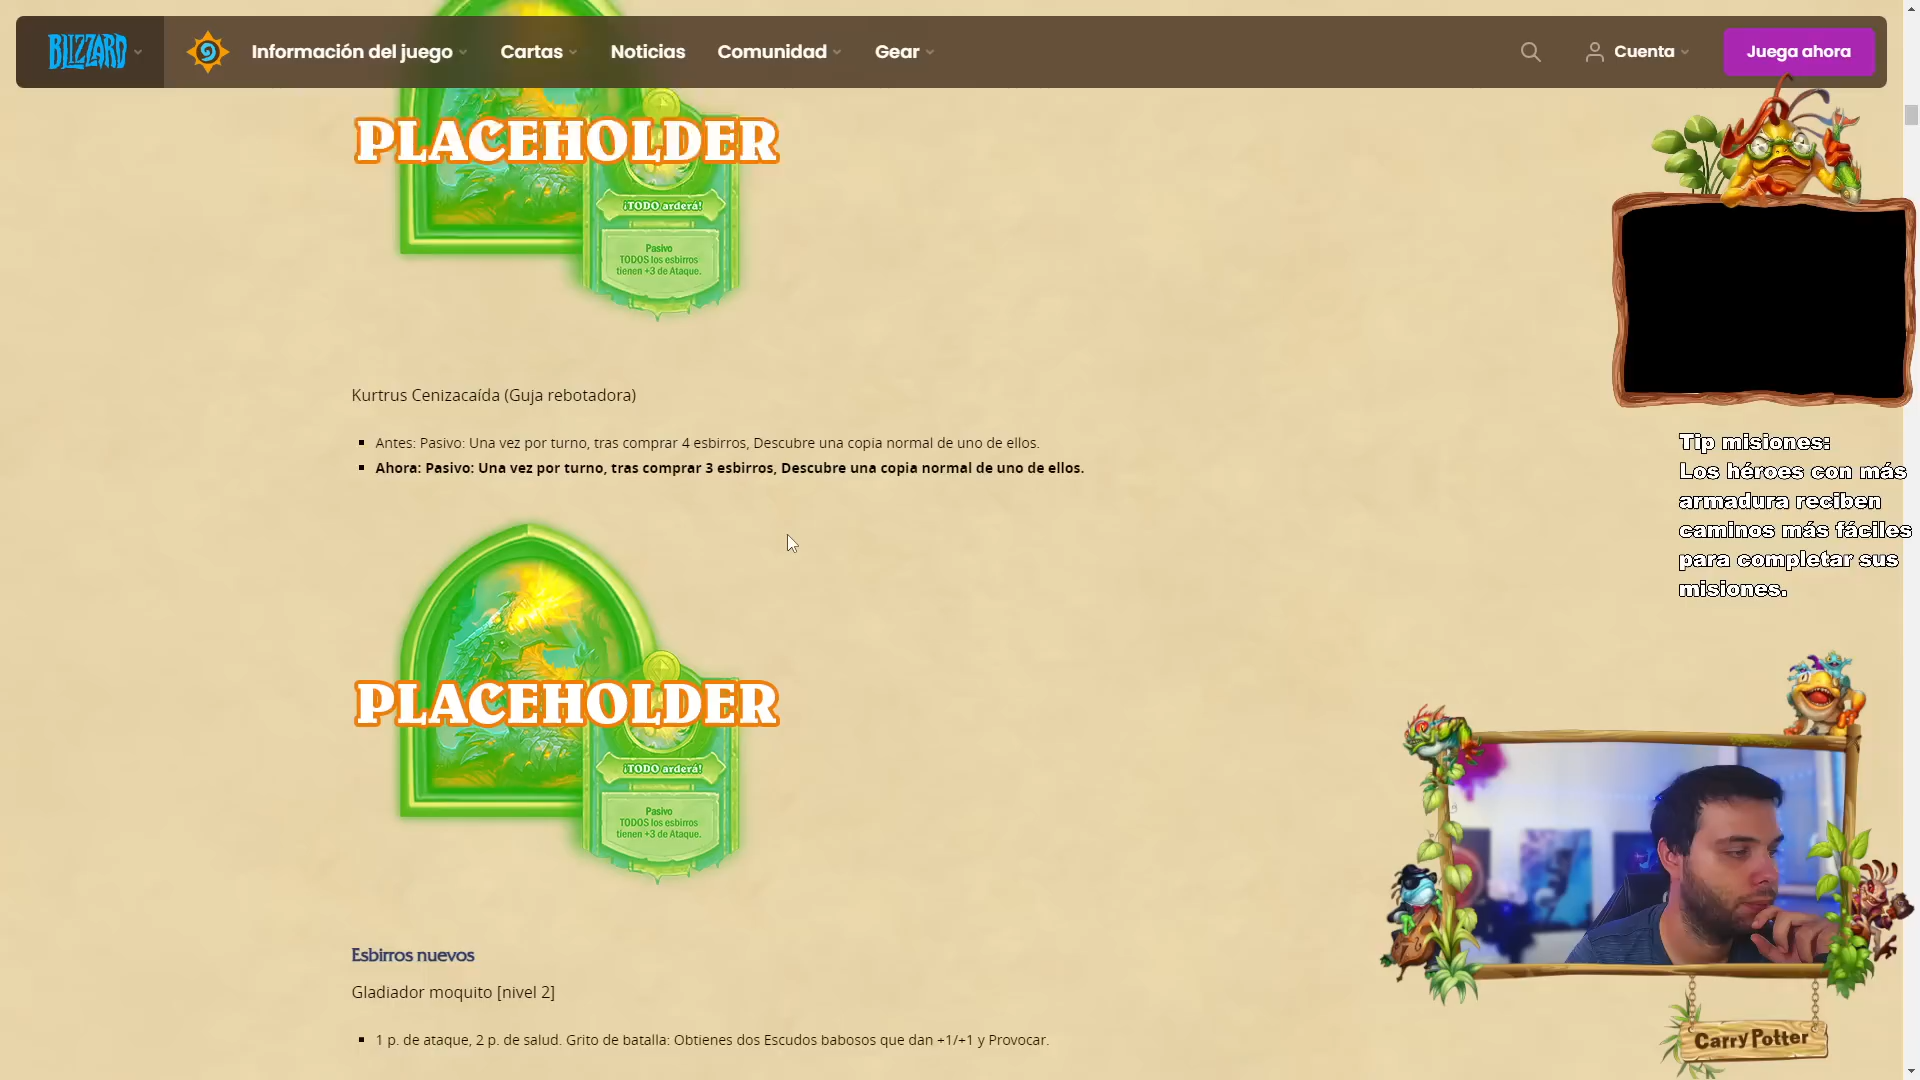 BLIZZARD
Información del juego
Cartas
Noticias
Comunidad
Gear
Cuenta
Juega ahora
PLACEHOLDER
¡TODO arderá!
Pasivo
TODOS los esbirros
tienen +3 de Ataque.
Kurtrus Cenizacaída (Guja rebotadora)
Antes: Pasivo: Una vez por turno, tras comprar 4 esbirros, Descubre una copia normal de uno de ellos.
Ahora: Pasivo: Una vez por turno, tras comprar 3 esbirros, Descubre una copia normal de uno de ellos.
Tip misiones:
Los héroes con más
armadura reciben
caminos más fáciles
para completar sus
misiones.
PLACEHOLDER
¡TODO arderá!
Pasivo
TODOS los esbirros
tienen +3 de Ataque.
Esbirros nuevos
Gladiador moquito [nivel 2]
1 p. de ataque, 2 p. de salud. Grito de batalla: Obtienes dos Escudos babosos que dan +1/+1 y Provocar.
CarryPotter